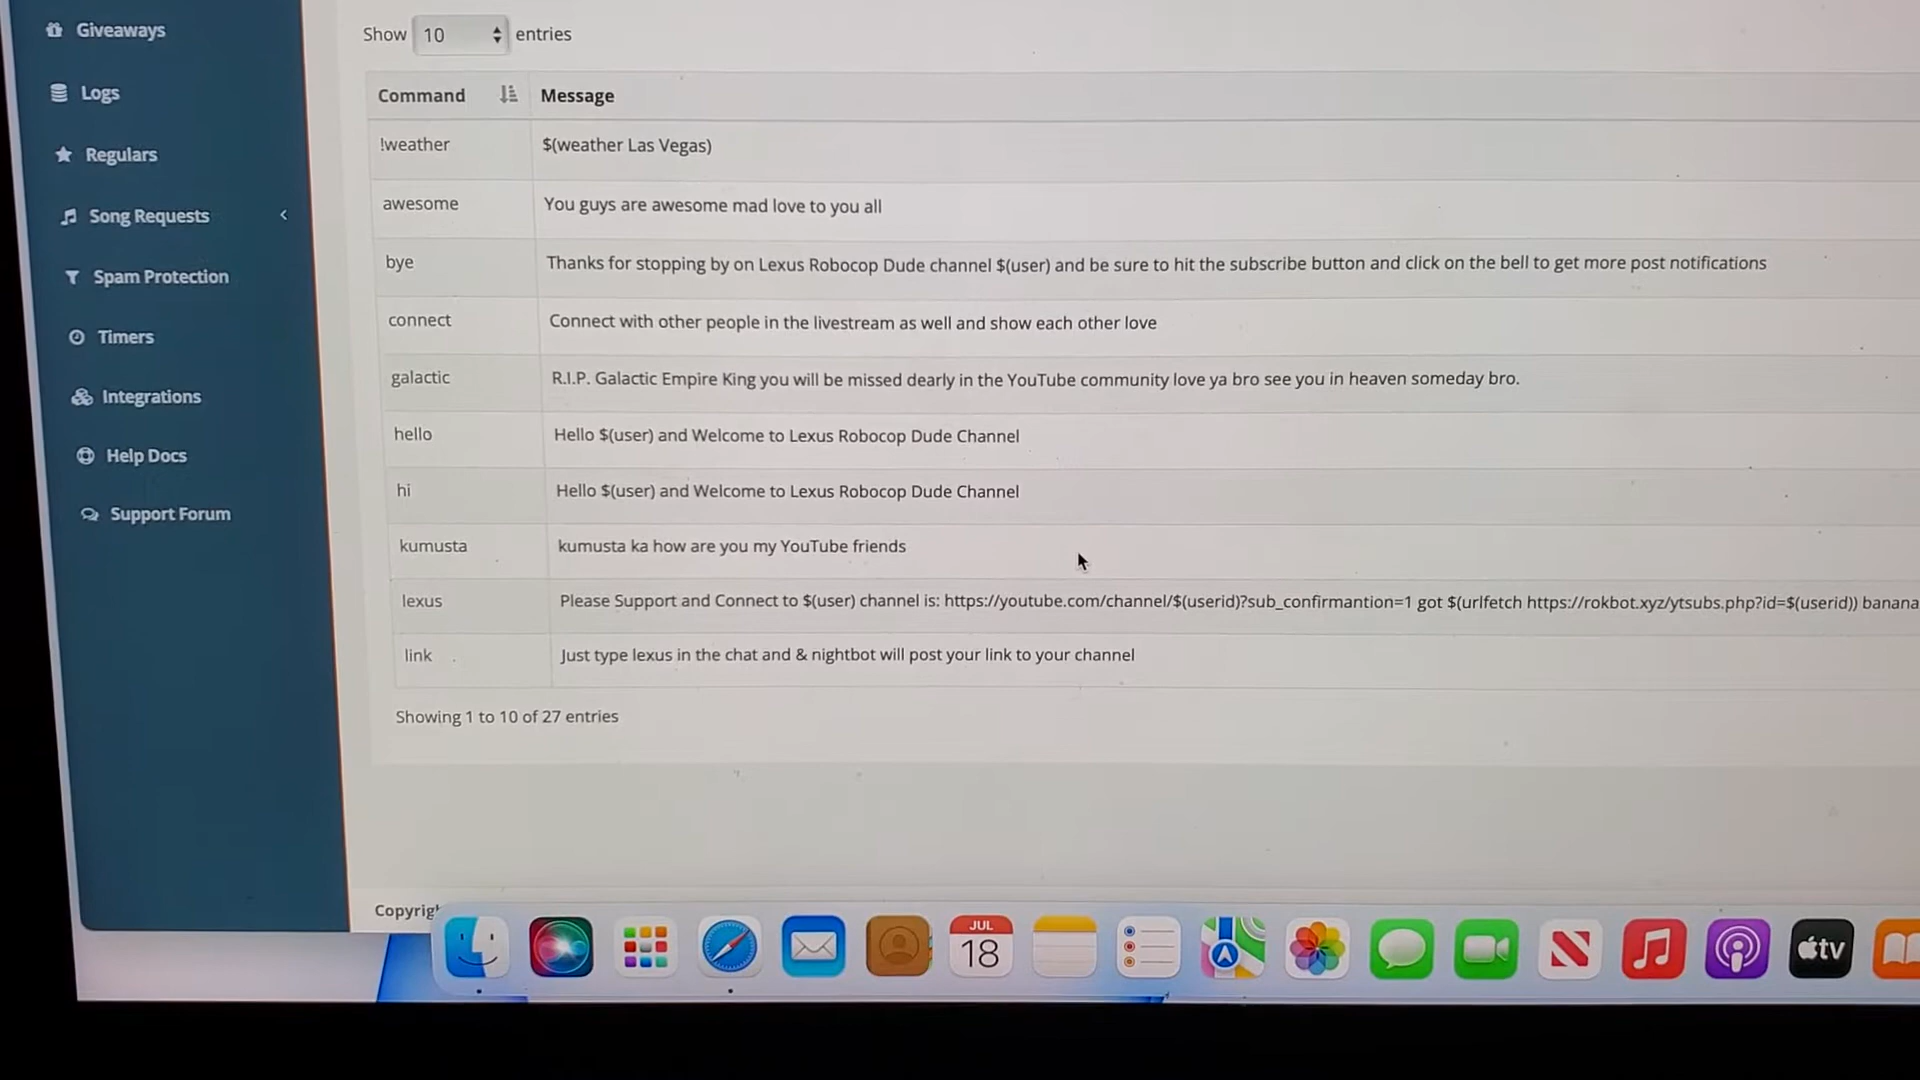 Giveaways
Logs
Regulars
Song Requests
Spam Protection
Timers
Integrations
Help Docs
Support Forum
Show 10 entries
Command Message
!weather $(weather Las Vegas)
awesome You guys are awesome mad love to you all
bye Thanks for stopping by on Lexus Robocop Dude channel $(user) and be sure to hit the subscribe button and click on the bell to get more post notifications
connect Connect with other people in the livestream as well and show each other love
galactic R.I.P. Galactic Empire King you will be missed dearly in the YouTube community love ya bro see you in heaven someday bro.
hello Hello $(user) and Welcome to Lexus Robocop Dude Channel
hi Hello $(user) and Welcome to Lexus Robocop Dude Channel
kumusta kumusta ka how are you my YouTube friends
lexus Please Support and Connect to $(user) channel is: https://youtube.com/channel/$(userid)?sub_confirmantion=1 got $(urlfetch https://rokbot.xyz/ytsubs.php?id=$(userid)) banana
link Just type lexus in the chat and & nightbot will post your link to your channel
Showing 1 to 10 of 27 entries
JUL
18
tv